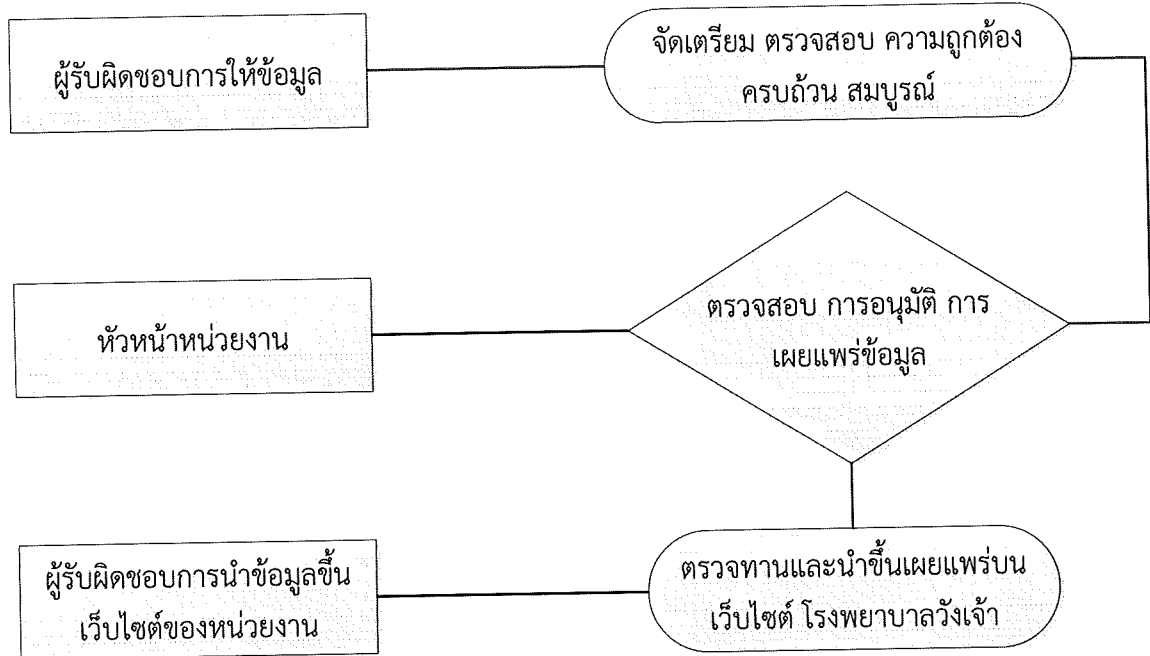 ผู้รับผิดชอบการให้ข้อมูล
จัดเตรียม ตรวจสอบ ความถูกต้อง
ครบถ้วน สมบูรณ์
หัวหน้าหน่วยงาน
ตรวจสอบ การอนุมัติ การ
เผยแพร่ข้อมูล
ผู้รับผิดชอบการนำข้อมูลขึ้น
เว็บไซต์ของหน่วยงาน
ตรวจทานและนำขึ้นเผยแพร่บน
เว็บไซต์ โรงพยาบาลวังเจ้า